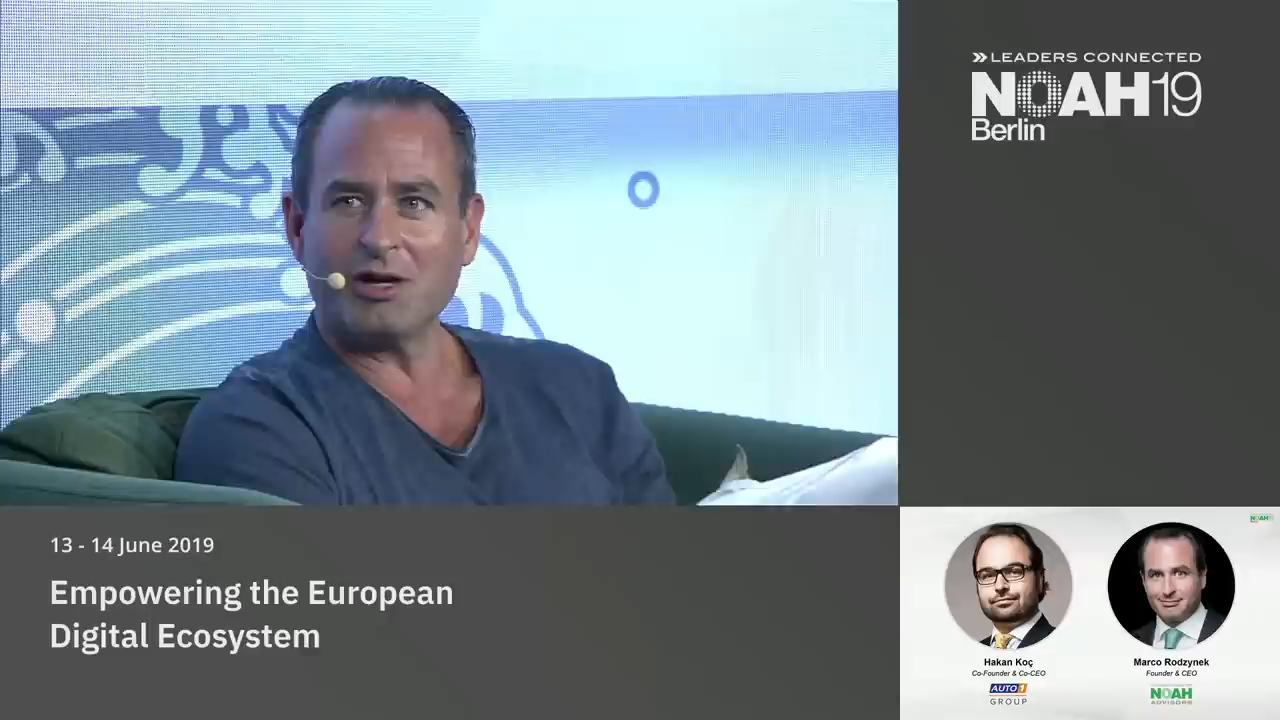 LEADERS CONNECTED
NOAH19
Berlin
13 - 14 June 2019
Empowering the European
Digital Ecosystem
NOAH
Hakan Koç
Co-Founder & Co-CEO
AUTO1
GROUP
Marco Rodzynek
Founder & CEO
NOAH
ADVISORS